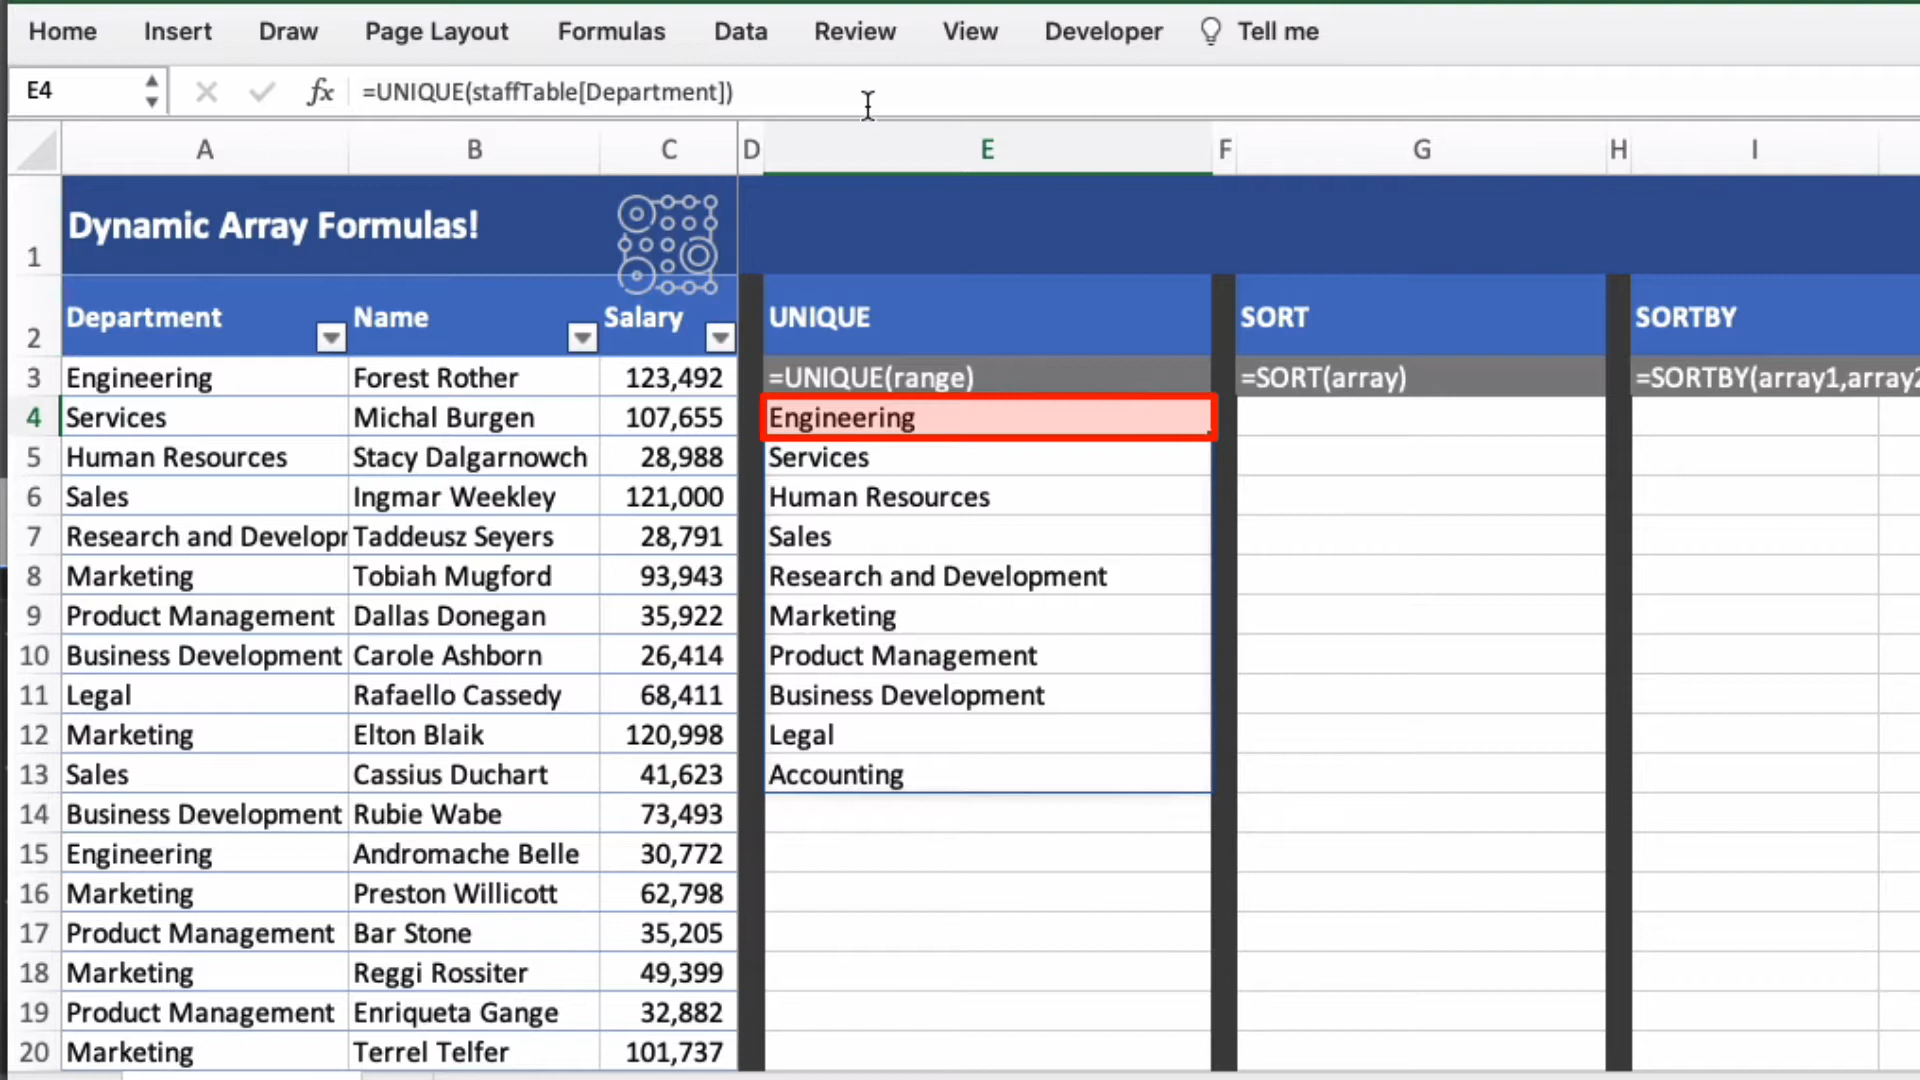 Home Insert Draw Page Layout Formulas Data Review View Developer Tell me
E4 fx =UNIQUE(staffTable[Department])
A B C D E F G H I
1 Dynamic Array Formulas!
2 Department Name Salary UNIQUE SORT SORTBY
3 Engineering Forest Rother 123,492 =UNIQUE(range) =SORT(array) =SORTBY(array1,array2
4 Services Michal Burgen 107,655 Engineering
5 Human Resources Stacy Dalgarnowch 28,988 Services
6 Sales Ingmar Weekley 121,000 Human Resources
7 Research and Develop Taddeusz Seyers 28,791 Sales
8 Marketing Tobiah Mugford 93,943 Research and Development
9 Product Management Dallas Donegan 35,922 Marketing
10 Business Development Carole Ashborn 26,414 Product Management
11 Legal Rafaello Cassedy 68,411 Business Development
12 Marketing Elton Blaik 120,998 Legal
13 Sales Cassius Duchart 41,623 Accounting
14 Business Development Rubie Wabe 73,493
15 Engineering Andromache Belle 30,772
16 Marketing Preston Willicott 62,798
17 Product Management Bar Stone 35,205
18 Marketing Reggi Rossiter 49,399
19 Product Management Enriqueta Gange 32,882
20 Marketing Terrel Telfer 101,737